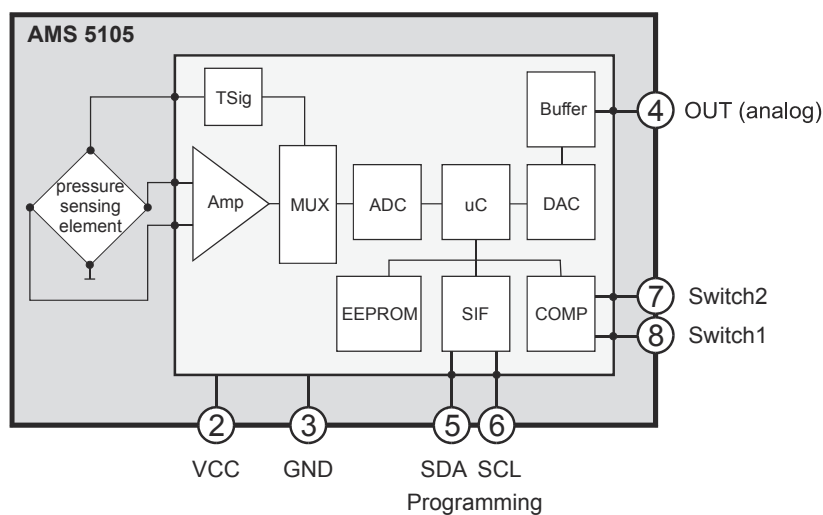 AMS 5105
TSig
Buffer
4 OUT (analog)
pressure
sensing
element
Amp
MUX
ADC
uC
DAC
EEPROM
SIF
COMP
7 Switch2
8 Switch1
2
3
5
6
VCC
GND
SDA
SCL
Programming